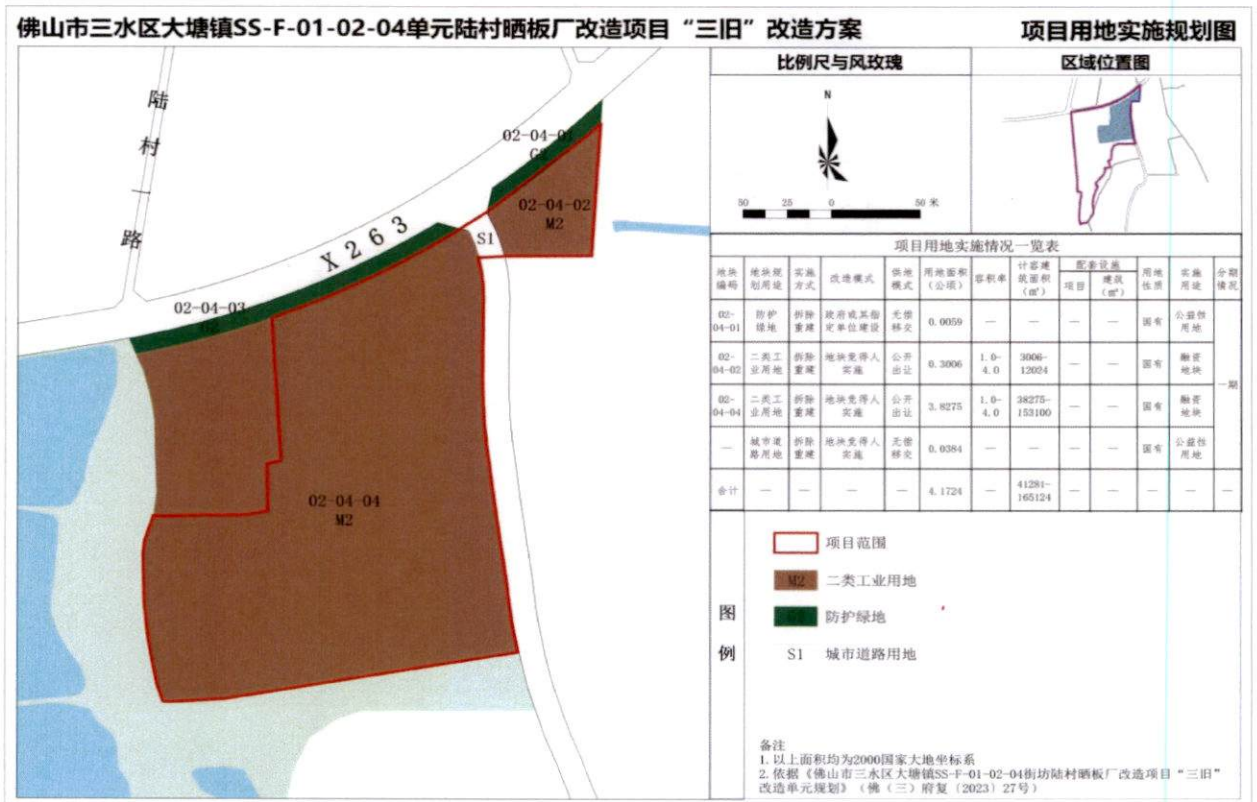 佛山市三水区大塘镇SS-F-01-02-04单元陆村晒板厂改造项目“三旧”改造方案
项目用地实施规划图
陆村一路
X263
02-04-01
G2
02-04-02
M2
S1
02-04-03
G2
02-04-04
M2
比例尺与风玫瑰
区域位置图
N
50 25 0 50 米
项目用地实施情况一览表
地块编码 地块规划用途 实施方式 改造模式 供地模式 用地面积(公顷) 容积率 计容建筑面积(㎡) 配套设施 项目 建筑(㎡) 用地性质 实施用途 分期情况
02-04-01 防护绿地 拆除重建 政府或其指定单位建设 无偿移交 0.0059 — — — — 国有 公益性用地 一期
02-04-02 二类工业用地 拆除重建 地块竞得人实施 公开出让 0.3006 1.0-4.0 3006-12024 — — 国有 融资地块
02-04-04 二类工业用地 拆除重建 地块竞得人实施 公开出让 3.8275 1.0-4.0 38275-153100 — — 国有 融资地块
— 城市道路用地 拆除重建 地块竞得人实施 无偿移交 0.0384 — — — — 国有 公益性用地
合计 — — — — 4.1724 — 41281-165124 — — — — —
图例
项目范围
M2 二类工业用地
G2 防护绿地
S1 城市道路用地
备注
1. 以上面积均为2000国家大地坐标系
2. 依据《佛山市三水区大塘镇SS-F-01-02-04街坊陆村晒板厂改造项目“三旧”
改造单元规划》（佛（三）府复〔2023〕27号）